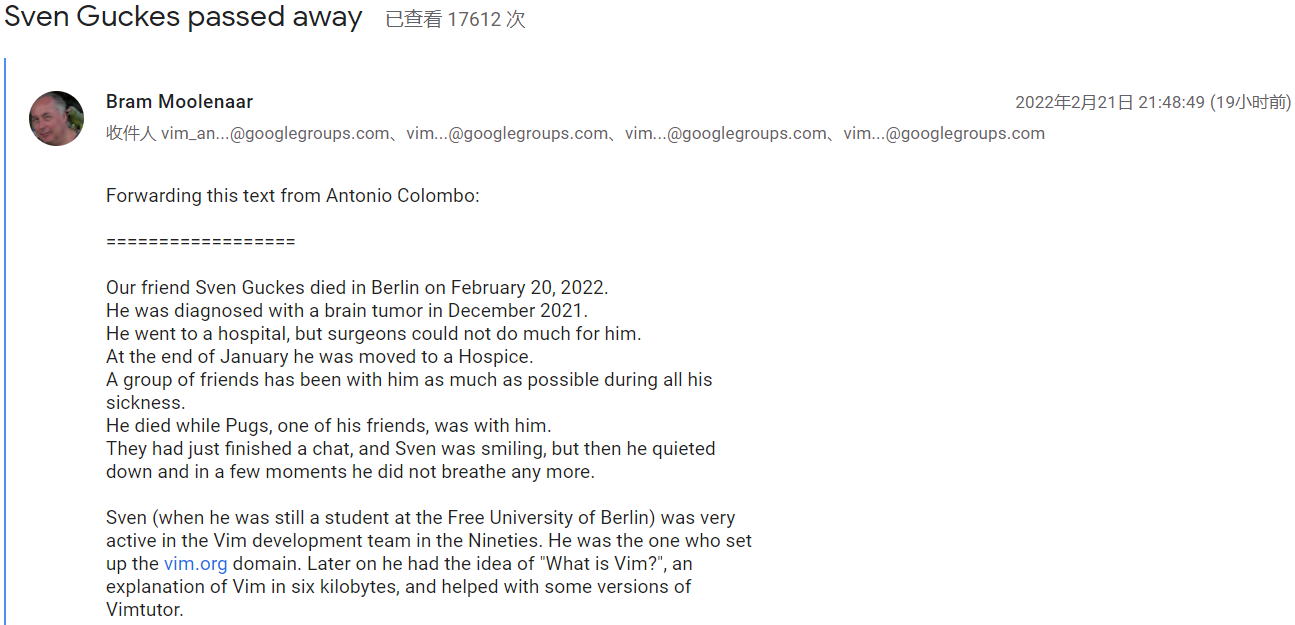 Sven Guckes passed away 已查看 17612 次
Bram Moolenaar 2022年2月21日 21:48:49 (19小时前)
收件人 vim_an...@googlegroups.com、vim...@googlegroups.com、vim...@googlegroups.com、vim...@googlegroups.com
Forwarding this text from Antonio Colombo:
==================
Our friend Sven Guckes died in Berlin on February 20, 2022.
He was diagnosed with a brain tumor in December 2021.
He went to a hospital, but surgeons could not do much for him.
At the end of January he was moved to a Hospice.
A group of friends has been with him as much as possible during all his
sickness.
He died while Pugs, one of his friends, was with him.
They had just finished a chat, and Sven was smiling, but then he quieted
down and in a few moments he did not breathe any more.
Sven (when he was still a student at the Free University of Berlin) was very
active in the Vim development team in the Nineties. He was the one who set
up the vim.org domain. Later on he had the idea of "What is Vim?", an
explanation of Vim in six kilobytes, and helped with some versions of
Vimtutor.